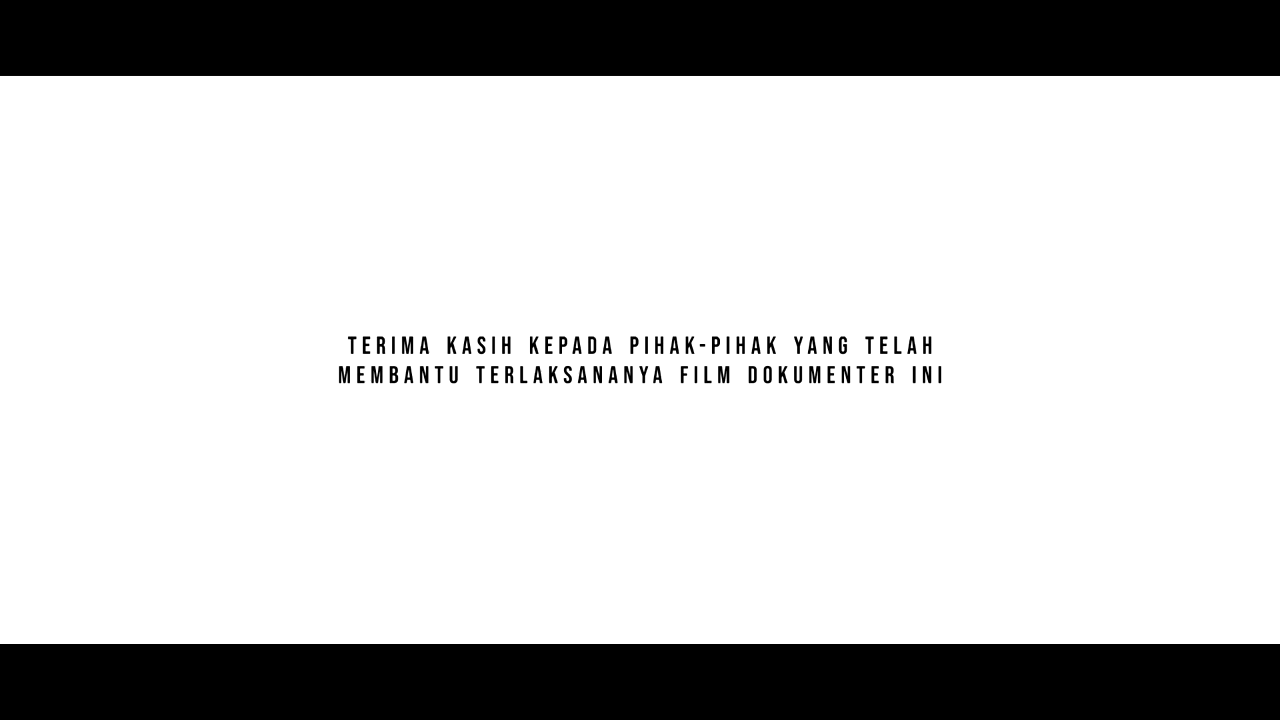 TERIMA KASIH KEPADA PIHAK-PIHAK YANG TELAH
MEMBANTU TERLAKSANANYA FILM DOKUMENTER INI